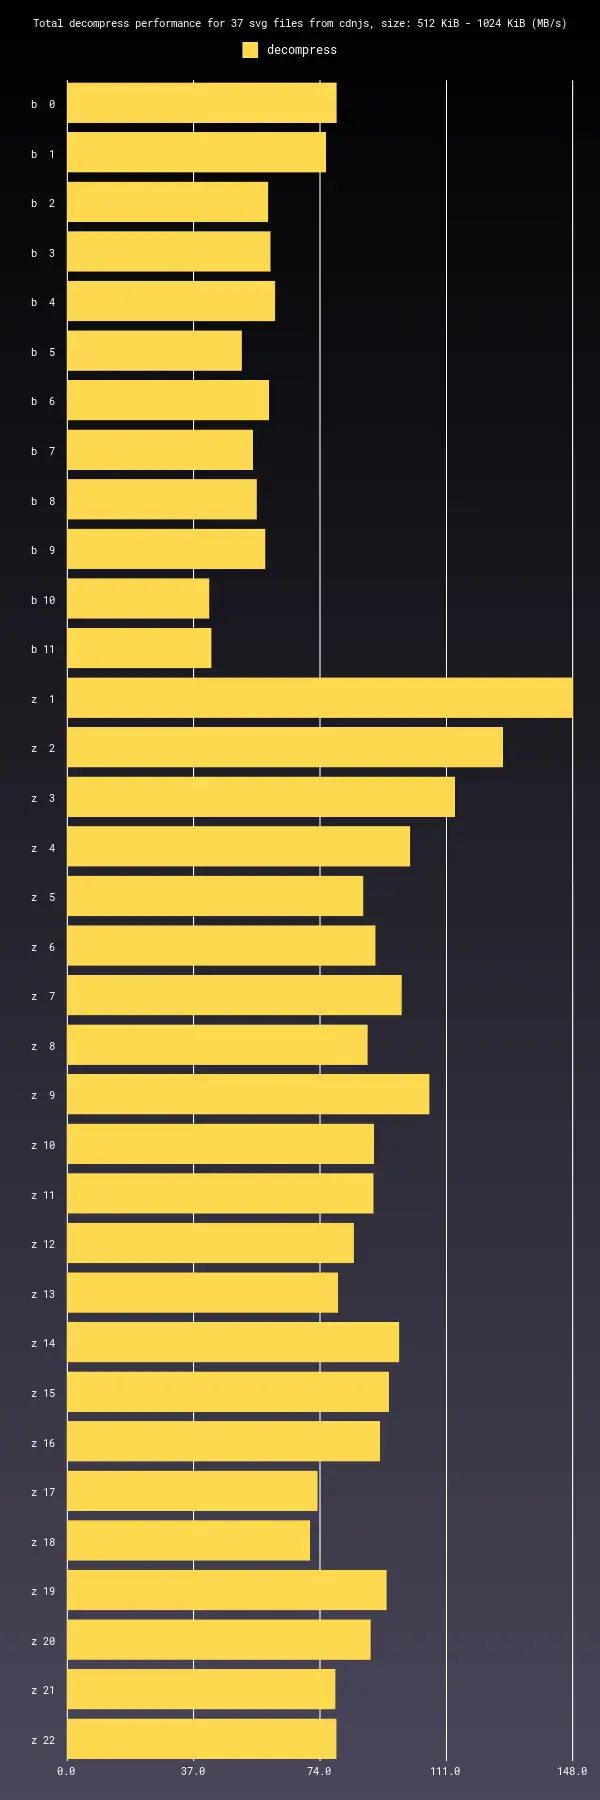 Total decompress performance for 37 svg files from cdnjs, size: 512 KiB - 1024 KiB (MB/s)
decompress
b 0
b 1
b 2
b 3
b 4
b 5
b 6
b 7
b 8
b 9
b 10
b 11
z 1
z 2
z 3
z 4
z 5
z 6
z 7
z 8
z 9
z 10
z 11
z 12
z 13
z 14
z 15
z 16
z 17
z 18
z 19
z 20
z 21
z 22
0.0 37.0 74.0 111.0 148.0